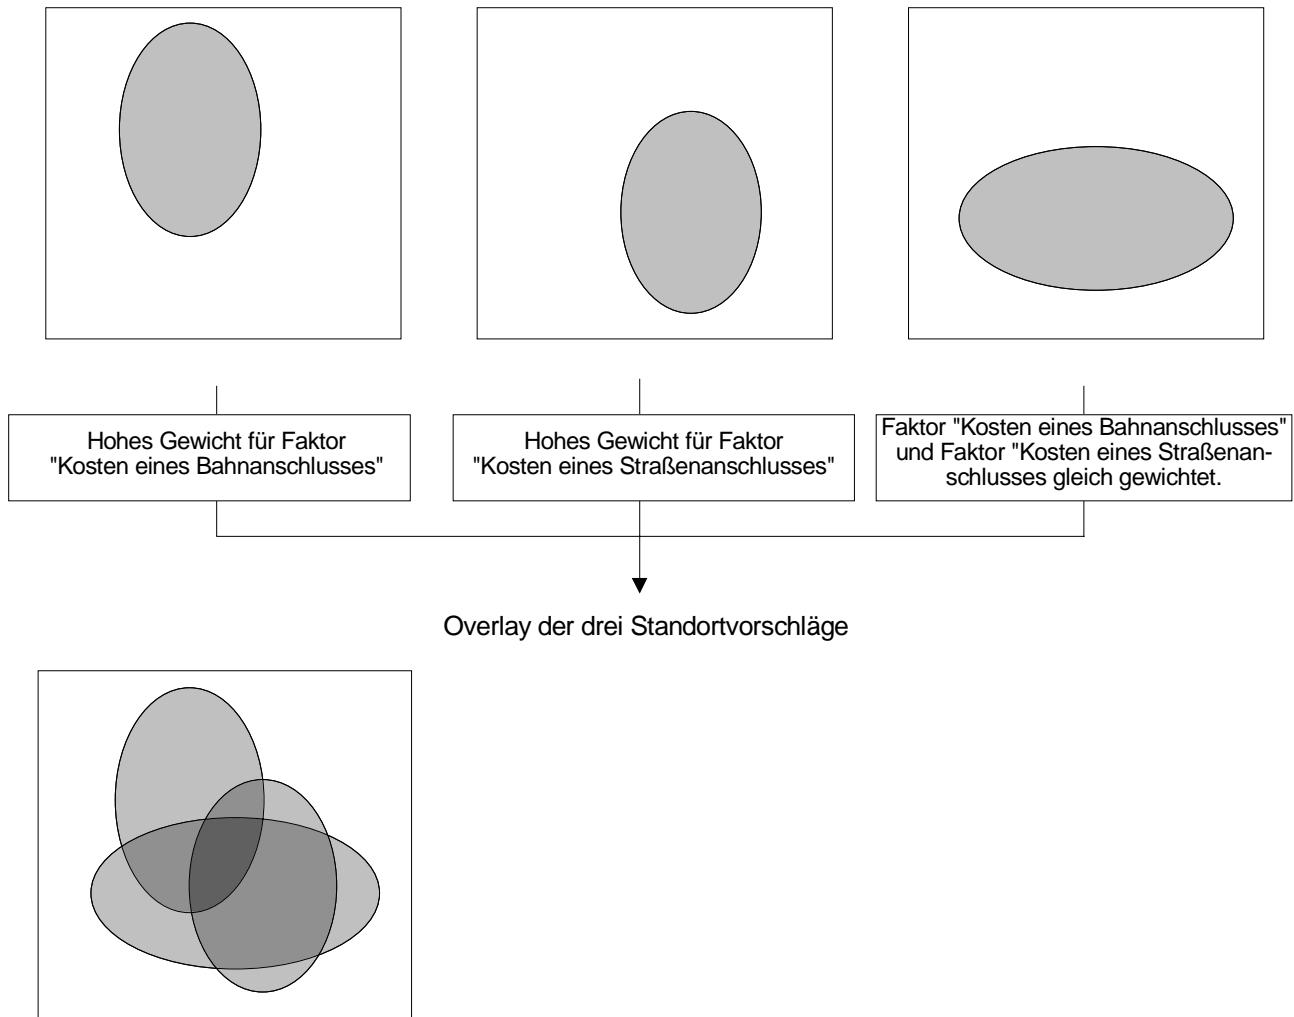 Hohes Gewicht für Faktor
"Kosten eines Bahnanschlusses"
Hohes Gewicht für Faktor
"Kosten eines Straßenanschlusses"
Faktor "Kosten eines Bahnanschlusses"
und Faktor "Kosten eines Straßenan-
schlusses gleich gewichtet.
Overlay der drei Standortvorschläge